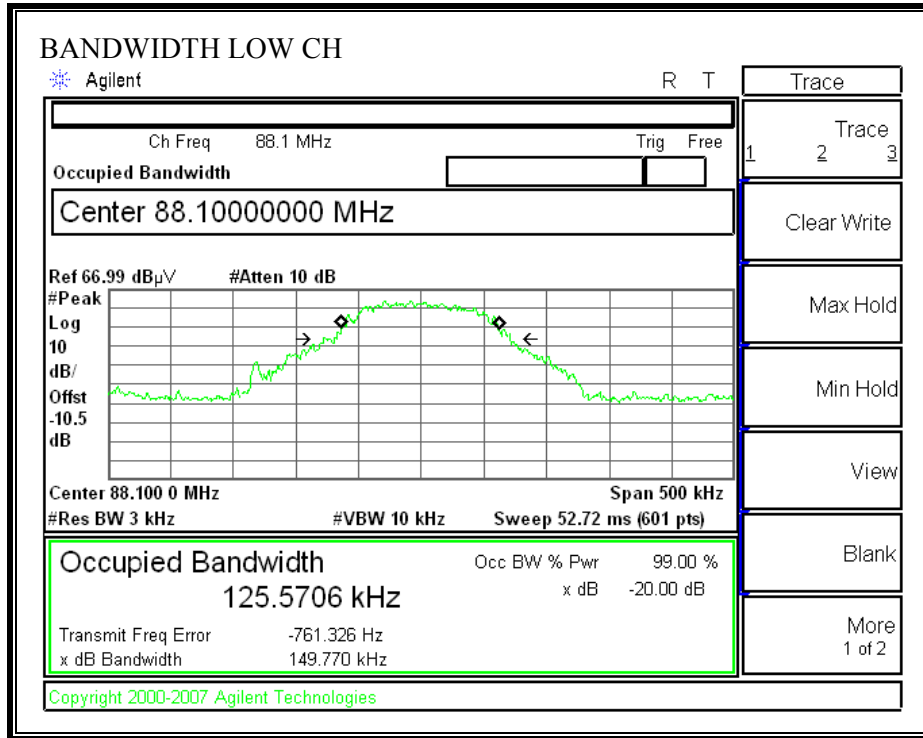 BANDWIDTH LOW CH
Agilent R T
Ch Freq 88.1 MHz Trig Free
Occupied Bandwidth
Center 88.10000000 MHz
Ref 66.99 dBµV #Atten 10 dB
#Peak
Log
10
dB/
Offst
-10.5
dB
Center 88.100 0 MHz Span 500 kHz
#Res BW 3 kHz #VBW 10 kHz Sweep 52.72 ms (601 pts)
Occupied Bandwidth Occ BW % Pwr 99.00 %
125.5706 kHz x dB -20.00 dB
Transmit Freq Error -761.326 Hz
x dB Bandwidth 149.770 kHz
Copyright 2000-2007 Agilent Technologies
Trace
Trace
1 2 3
Clear Write
Max Hold
Min Hold
View
Blank
More
1 of 2